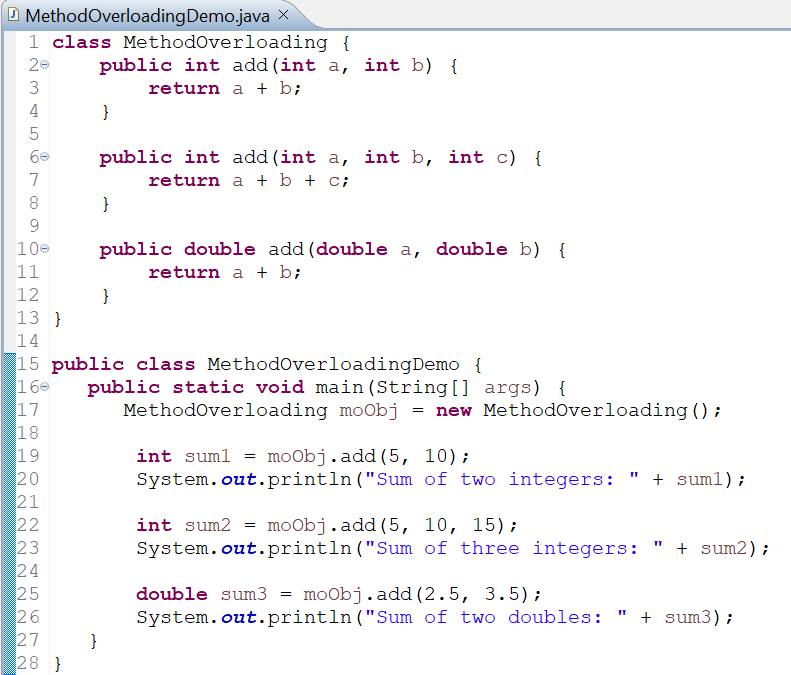 MethodOverloadingDemo.java
1 class MethodOverloading {
2 public int add(int a, int b) {
3 return a + b;
4 }
5
6 public int add(int a, int b, int c) {
7 return a + b + c;
8 }
9
10 public double add(double a, double b) {
11 return a + b;
12 }
13 }
14
15 public class MethodOverloadingDemo {
16 public static void main(String[] args) {
17 MethodOverloading moObj = new MethodOverloading();
18
19 int sum1 = moObj.add(5, 10);
20 System.out.println("Sum of two integers: " + sum1);
21
22 int sum2 = moObj.add(5, 10, 15);
23 System.out.println("Sum of three integers: " + sum2);
24
25 double sum3 = moObj.add(2.5, 3.5);
26 System.out.println("Sum of two doubles: " + sum3);
27 }
28 }